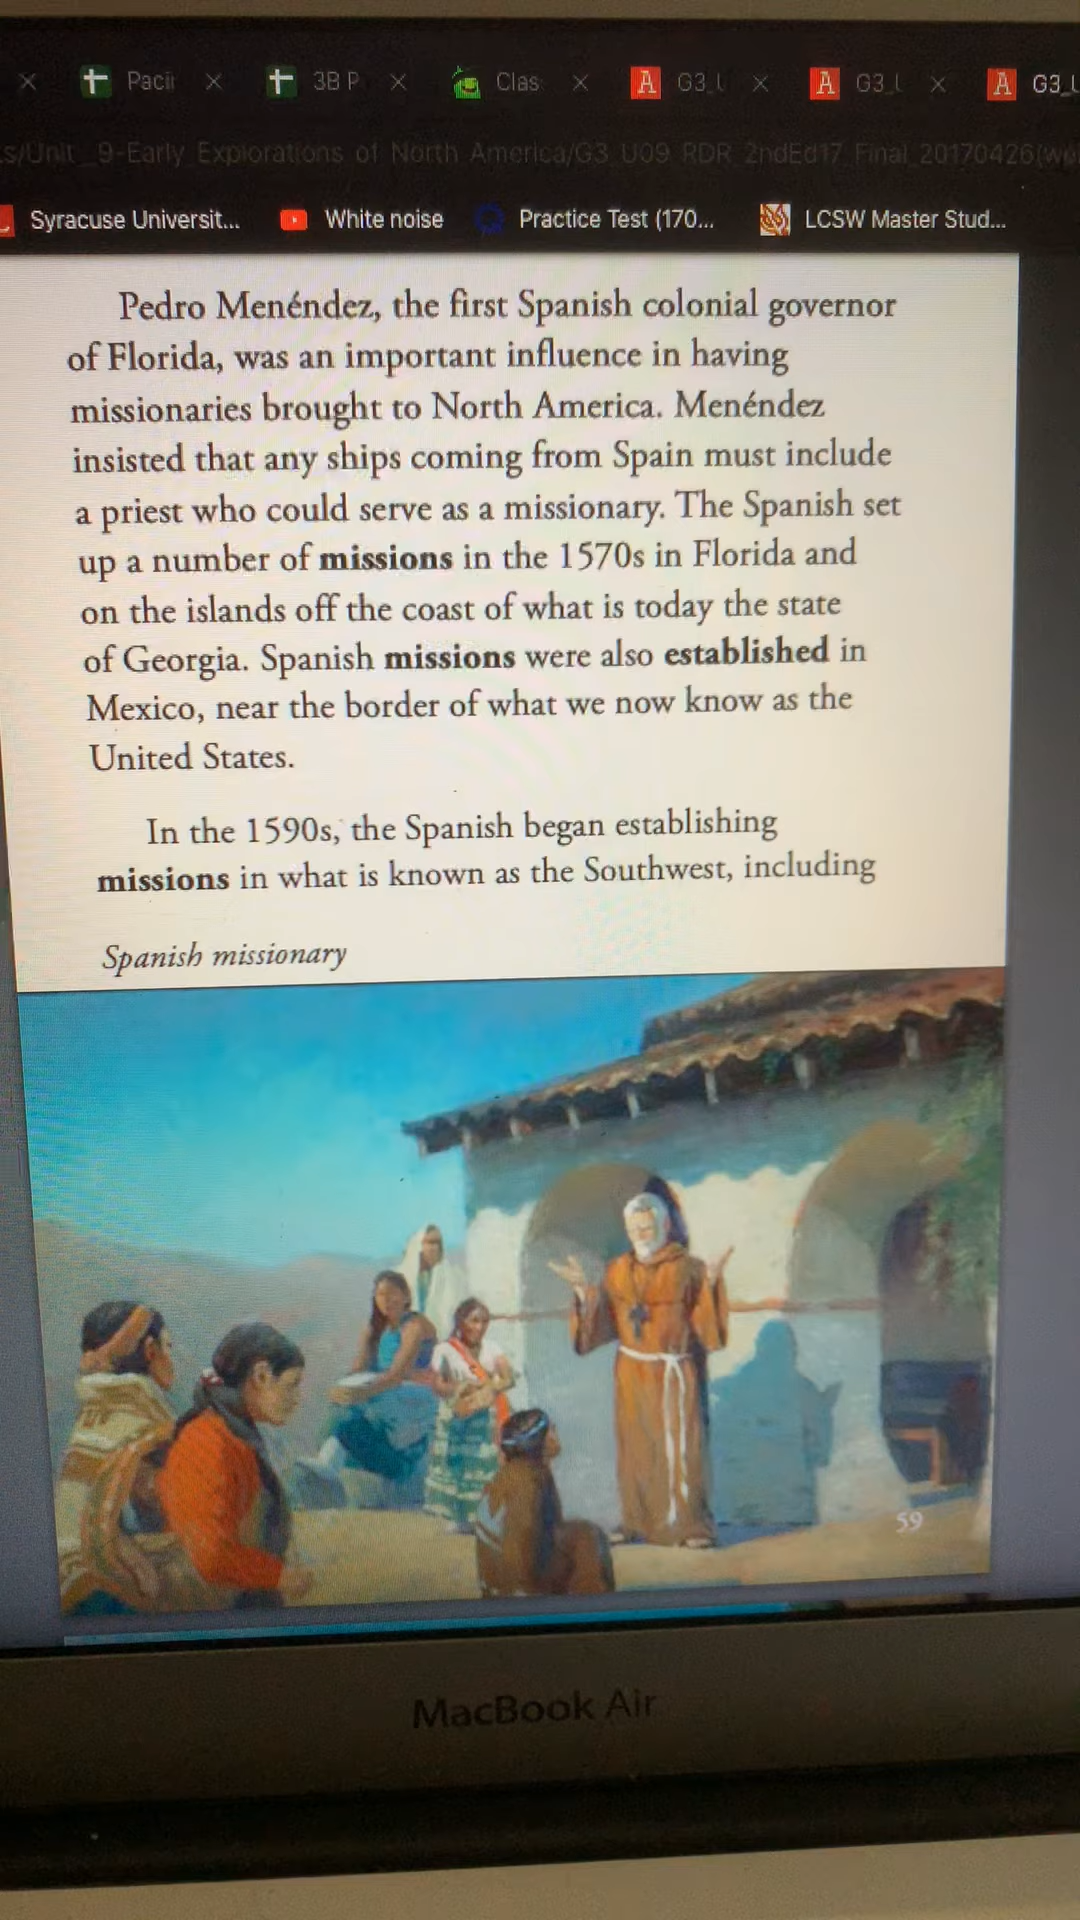 Pacii
3B P
Clas
G3_U
G3_l
G3_L
s/Unit_9-Early Explorations of North America/G3_U09_RDR_2ndEd17_Final_20170426(we
Syracuse Universit...
White noise
Practice Test (170...
LCSW Master Stud...
Pedro Menéndez, the first Spanish colonial governor
of Florida, was an important influence in having
missionaries brought to North America. Menéndez
insisted that any ships coming from Spain must include
a priest who could serve as a missionary. The Spanish set
up a number of missions in the 1570s in Florida and
on the islands off the coast of what is today the state
of Georgia. Spanish missions were also established in
Mexico, near the border of what we now know as the
United States.
In the 1590s, the Spanish began establishing
missions in what is known as the Southwest, including
Spanish missionary
59
MacBook Air